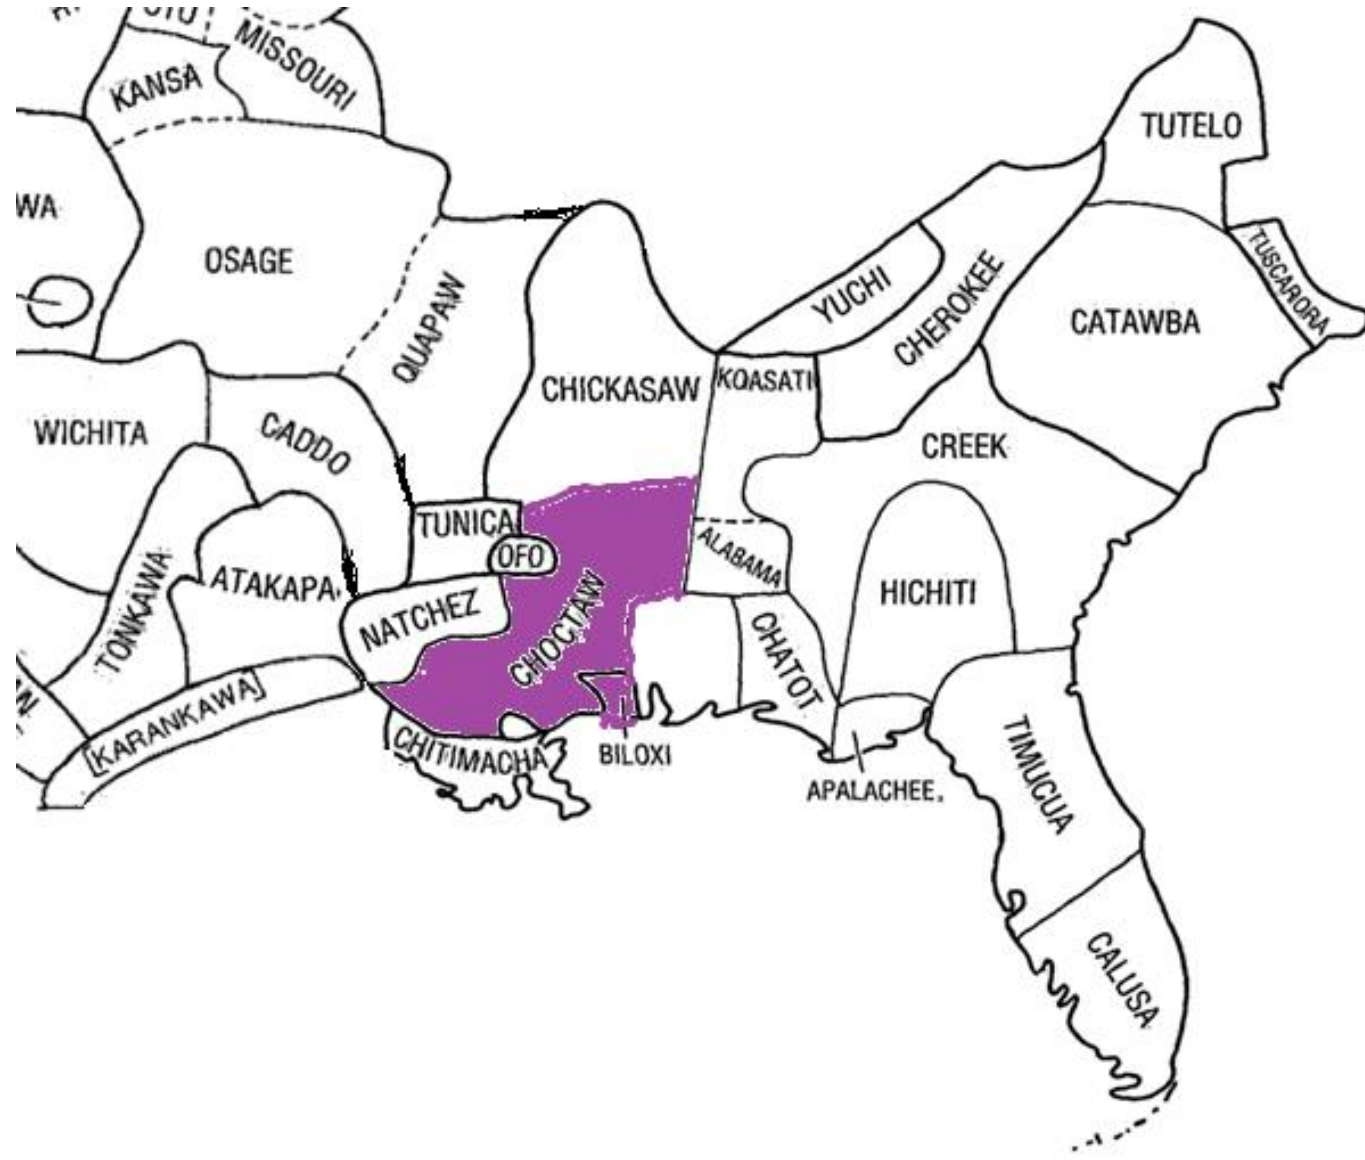 MISSOURI
KANSA
TUTELO
WA
OSAGE
TUSCARORA
YUCHI
CHEROKEE
QUAPAW
CATAWBA
CHICKASAW
KOASATI
WICHITA
CADDO
CREEK
TUNICA
OFO
ALABAMA
ATAKAPA
HICHITI
TONKAWA
NATCHEZ
CHOCTAW
CHATOT
KARANKAWA
CHITIMACHA
BILOXI
APALACHEE.
TIMUCUA
CALUSA